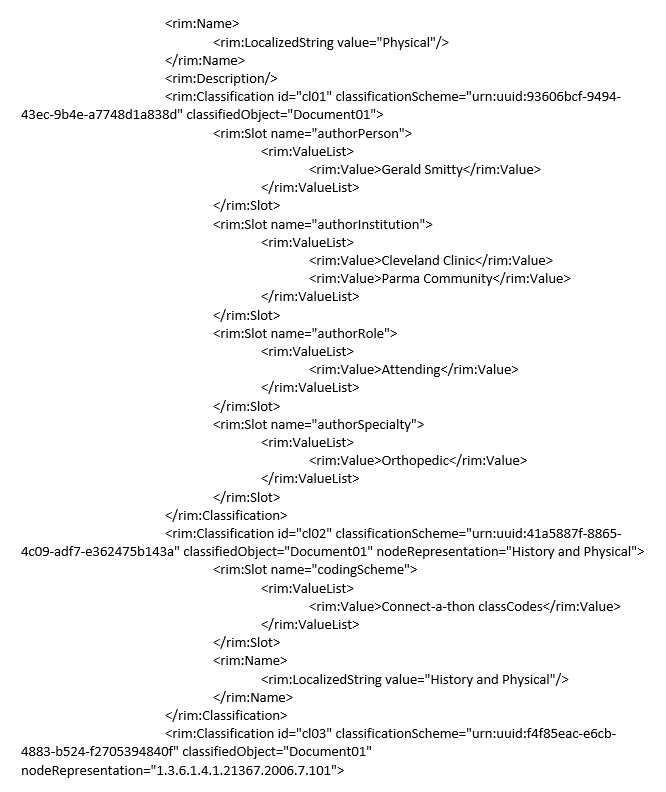 <rim:Name>
<rim:LocalizedString value="Physical"/>
</rim:Name>
<rim:Description/>
<rim:Classification id="cl01" classificationScheme="urn:uuid:93606bcf-9494-
43ec-9b4e-a7748d1a838d" classifiedObject="Document01">
<rim:Slot name="authorPerson">
<rim:ValueList>
<rim:Value>Gerald Smitty</rim:Value>
</rim:ValueList>
</rim:Slot>
<rim:Slot name="authorInstitution">
<rim:ValueList>
<rim:Value>Cleveland Clinic</rim:Value>
<rim:Value>Parma Community</rim:Value>
</rim:ValueList>
</rim:Slot>
<rim:Slot name="authorRole">
<rim:ValueList>
<rim:Value>Attending</rim:Value>
</rim:ValueList>
</rim:Slot>
<rim:Slot name="authorSpecialty">
<rim:ValueList>
<rim:Value>Orthopedic</rim:Value>
</rim:ValueList>
</rim:Slot>
</rim:Classification>
<rim:Classification id="cl02" classificationScheme="urn:uuid:41a5887f-8865-
4c09-adf7-e362475b143a" classifiedObject="Document01" nodeRepresentation="History and Physical">
<rim:Slot name="codingScheme">
<rim:ValueList>
<rim:Value>Connect-a-thon classCodes</rim:Value>
</rim:ValueList>
</rim:Slot>
<rim:Name>
<rim:LocalizedString value="History and Physical"/>
</rim:Name>
</rim:Classification>
<rim:Classification id="cl03" classificationScheme="urn:uuid:f4f85eac-e6cb-
4883-b524-f2705394840f" classifiedObject="Document01"
nodeRepresentation="1.3.6.1.4.1.21367.2006.7.101">